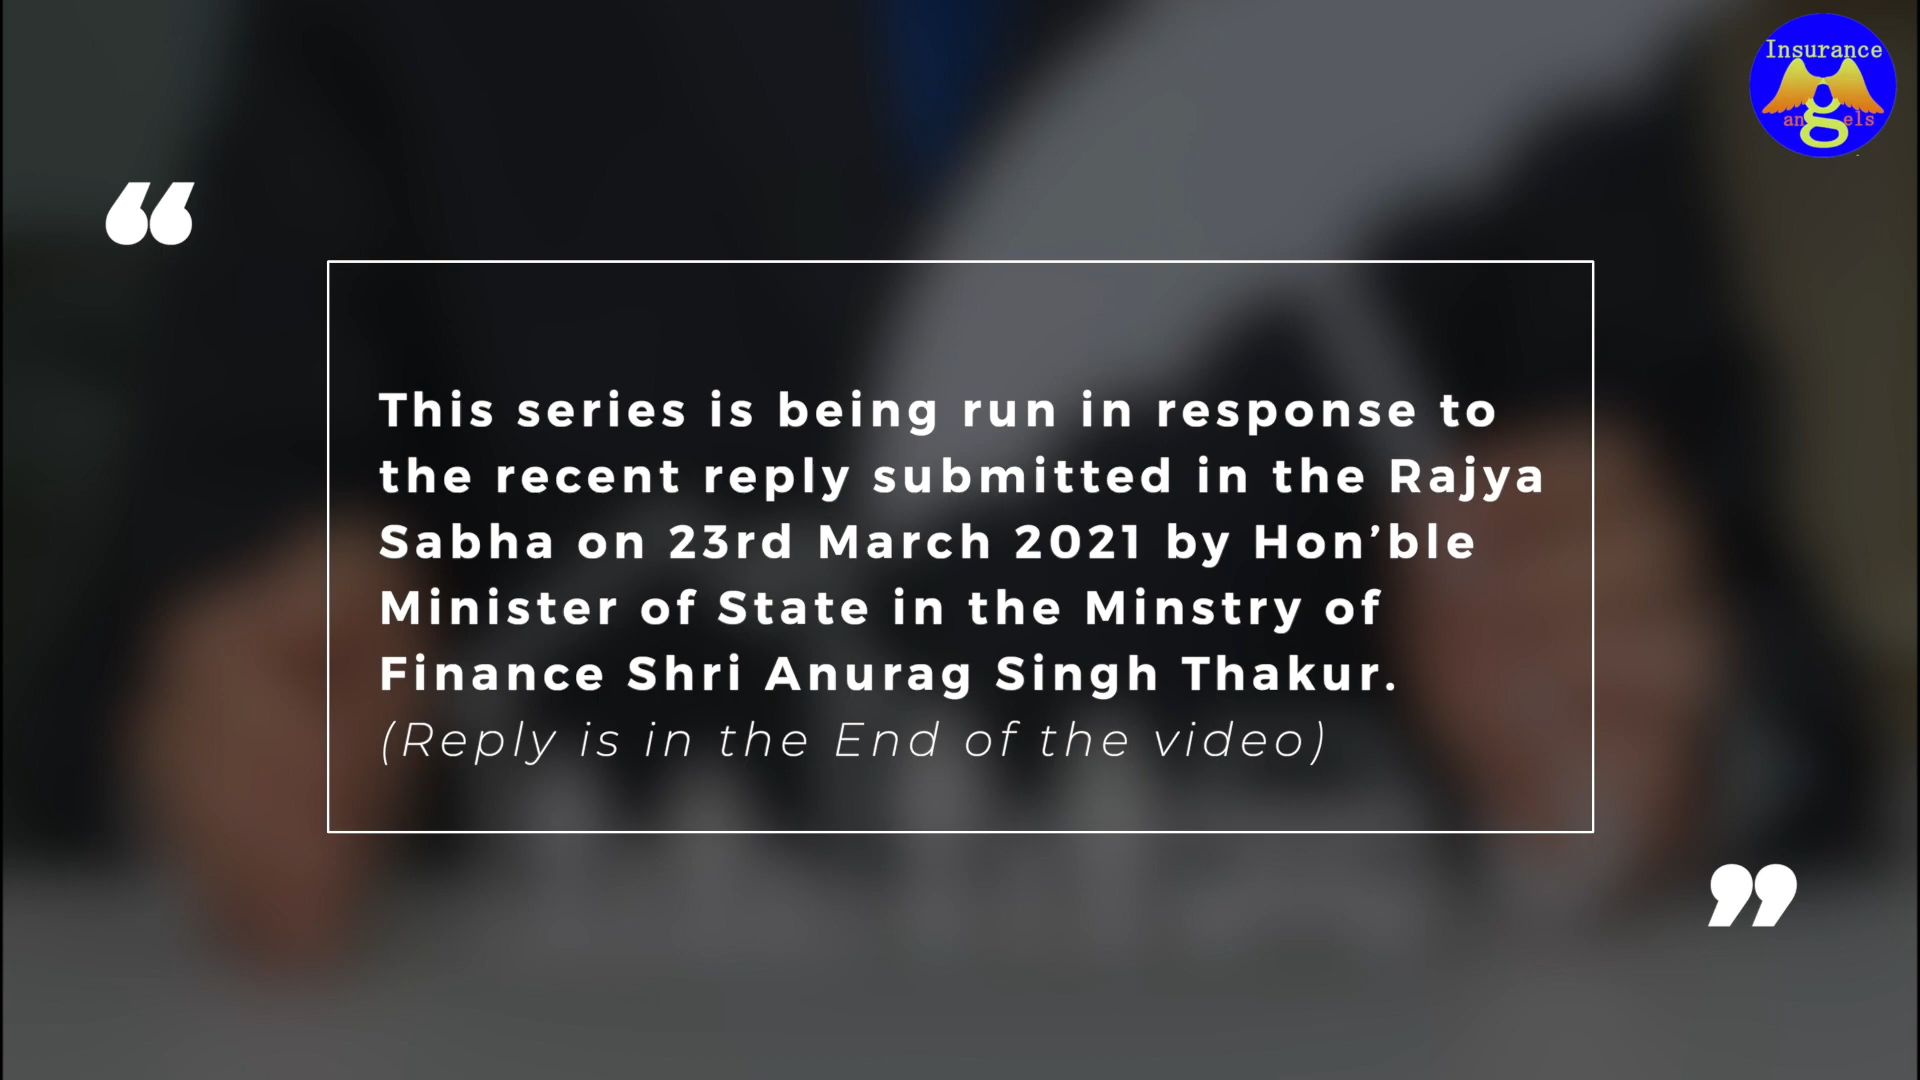 Insurance
angels
“
This series is being run in response to
the recent reply submitted in the Rajya
Sabha on 23rd March 2021 by Hon’ble
Minister of State in the Minstry of
Finance Shri Anurag Singh Thakur.
(Reply is in the End of the video)
”